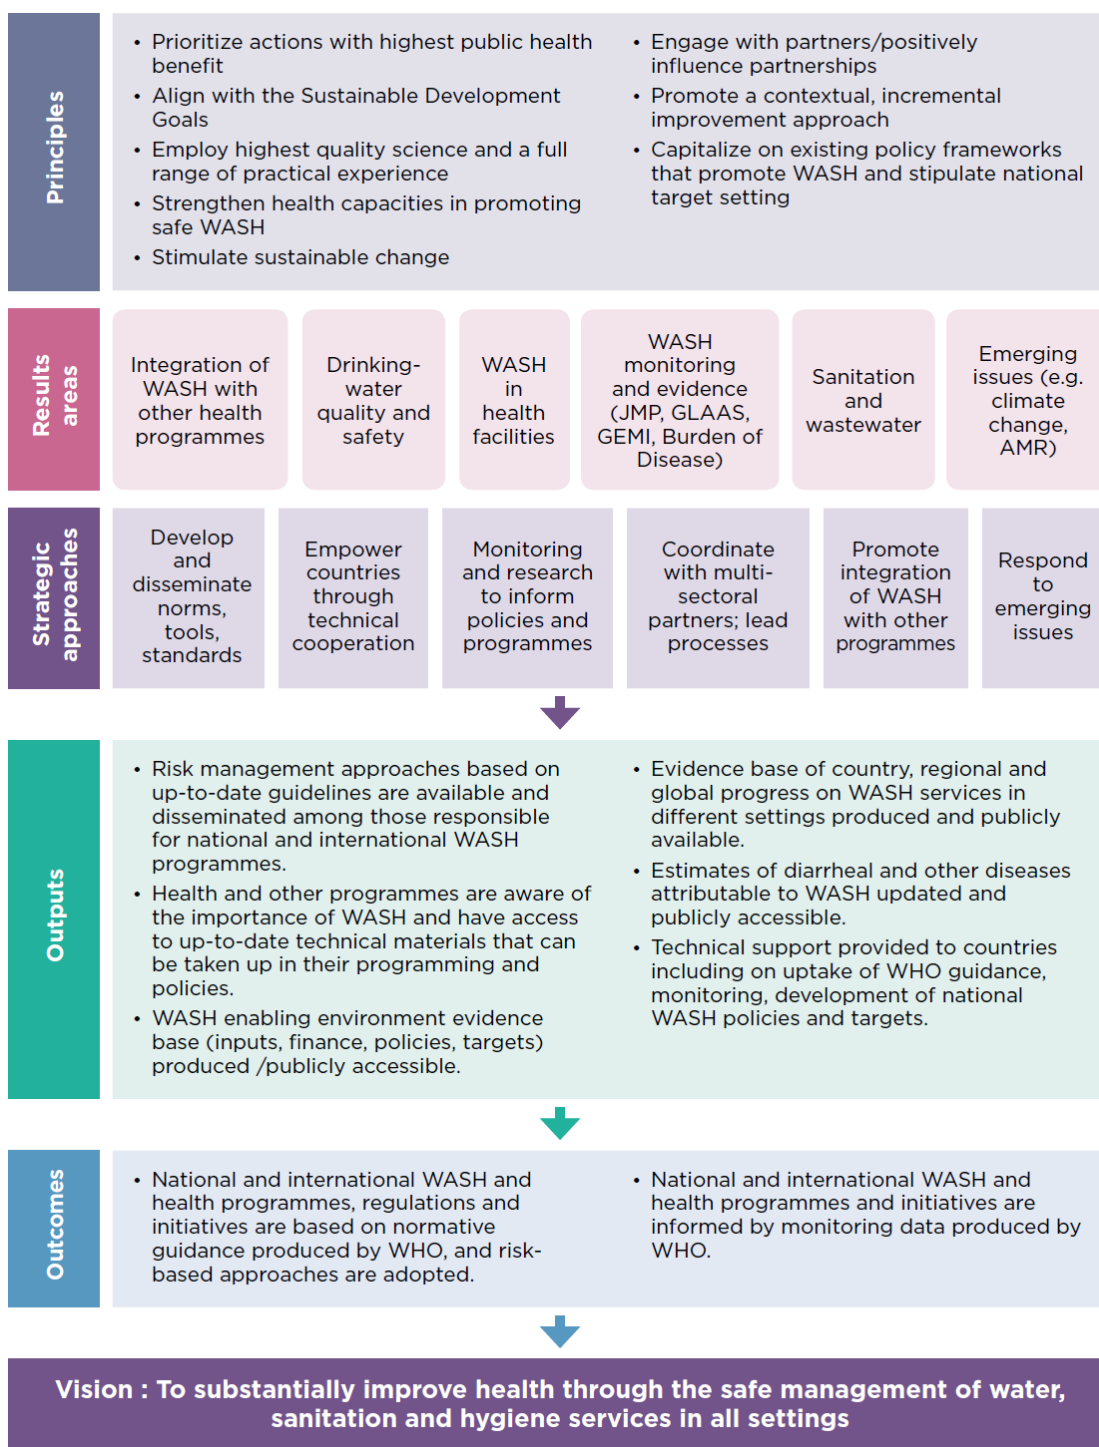 Principles
• Prioritize actions with highest public health
benefit
• Align with the Sustainable Development
Goals
• Employ highest quality science and a full
range of practical experience
• Strengthen health capacities in promoting
safe WASH
• Stimulate sustainable change
• Engage with partners/positively
influence partnerships
• Promote a contextual, incremental
improvement approach
• Capitalize on existing policy frameworks
that promote WASH and stipulate national
target setting
Results
areas
Integration of
WASH with
other health
programmes
Drinking-
water
quality and
safety
WASH
in
health
facilities
WASH
monitoring
and evidence
(JMP, GLAAS,
GEMI, Burden of
Disease)
Sanitation
and
wastewater
Emerging
issues (e.g.
climate
change,
AMR)
Strategic
approaches
Develop
and
disseminate
norms,
tools,
standards
Empower
countries
through
technical
cooperation
Monitoring
and research
to inform
policies and
programmes
Coordinate
with multi-
sectoral
partners; lead
processes
Promote
integration
of WASH
with other
programmes
Respond
to
emerging
issues
Outputs
• Risk management approaches based on
up-to-date guidelines are available and
disseminated among those responsible
for national and international WASH
programmes.
• Health and other programmes are aware of
the importance of WASH and have access
to up-to-date technical materials that can
be taken up in their programming and
policies.
• WASH enabling environment evidence
base (inputs, finance, policies, targets)
produced /publicly accessible.
• Evidence base of country, regional and
global progress on WASH services in
different settings produced and publicly
available.
• Estimates of diarrheal and other diseases
attributable to WASH updated and
publicly accessible.
• Technical support provided to countries
including on uptake of WHO guidance,
monitoring, development of national
WASH policies and targets.
Outcomes
• National and international WASH and
health programmes, regulations and
initiatives are based on normative
guidance produced by WHO, and risk-
based approaches are adopted.
• National and international WASH and
health programmes and initiatives are
informed by monitoring data produced by
WHO.
Vision : To substantially improve health through the safe management of water,
sanitation and hygiene services in all settings